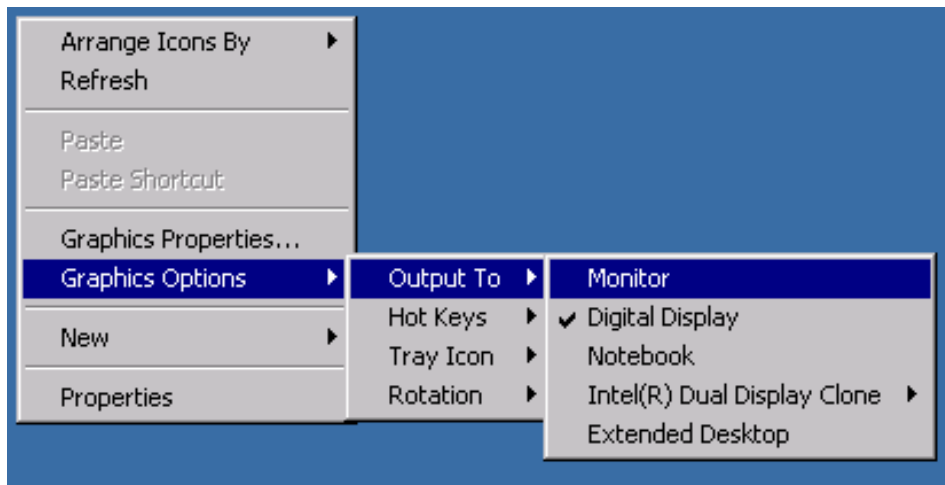 Arrange Icons By
Refresh
Paste
Paste Shortcut
Graphics Properties...
Graphics Options
New
Properties
Output To
Hot Keys
Tray Icon
Rotation
Monitor
Digital Display
Notebook
Intel(R) Dual Display Clone
Extended Desktop